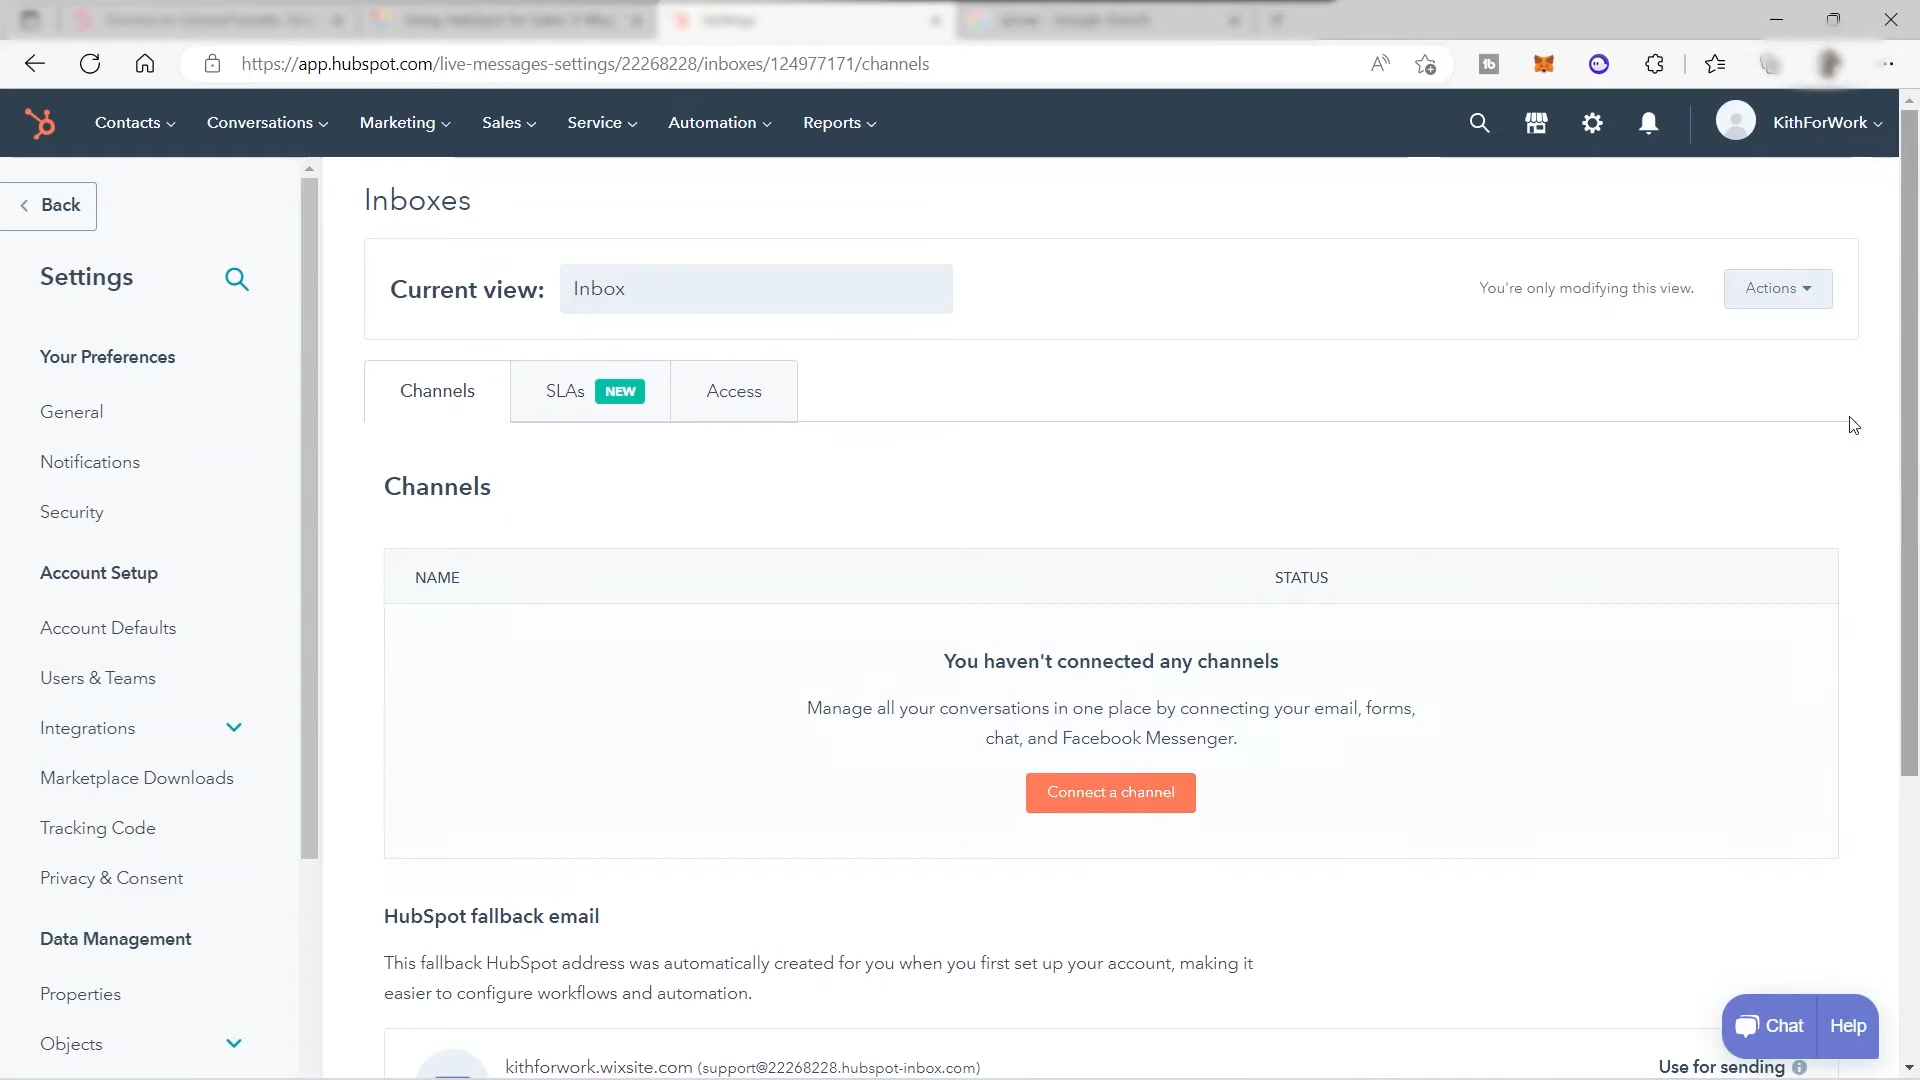 https://app.hubspot.com/live-messages-settings/22268228/inboxes/124977171/channels
Contacts
Conversations
Marketing
Sales
Service
Automation
Reports
KithForWork
Back
Settings
Your Preferences
General
Notifications
Security
Account Setup
Account Defaults
Users & Teams
Integrations
Marketplace Downloads
Tracking Code
Privacy & Consent
Data Management
Properties
Objects
Inboxes
Current view:
Inbox
You're only modifying this view.
Actions
Channels
SLAs NEW
Access
Channels
NAME
STATUS
You haven't connected any channels
Manage all your conversations in one place by connecting your email, forms,
chat, and Facebook Messenger.
Connect a channel
HubSpot fallback email
This fallback HubSpot address was automatically created for you when you first set up your account, making it
easier to configure workflows and automation.
kithforwork.wixsite.com (support@22268228.hubspot-inbox.com)
Use for sending
Chat
Help